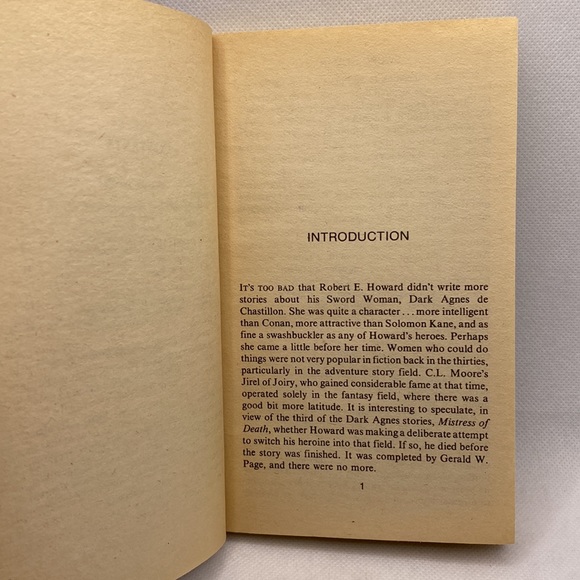 INTRODUCTION
IT'S TOO BAD that Robert E. Howard didn't write more
stories about his Sword Woman, Dark Agnes de
Chastillon. She was quite a character . . . more intelligent
than Conan, more attractive than Solomon Kane, and as
fine a swashbuckler as any of Howard's heroes. Perhaps
she came a little before her time. Women who could do
things were not very popular in fiction back in the thirties,
particularly in the adventure story field. C.L. Moore's
Jirel of Joiry, who gained considerable fame at that time,
operated solely in the fantasy field, where there was a
good bit more latitude. It is interesting to speculate, in
view of the third of the Dark Agnes stories, Mistress of
Death, whether Howard was making a deliberate attempt
to switch his heroine into that field. If so, he died before
the story was finished. It was completed by Gerald W.
Page, and there were no more.
1